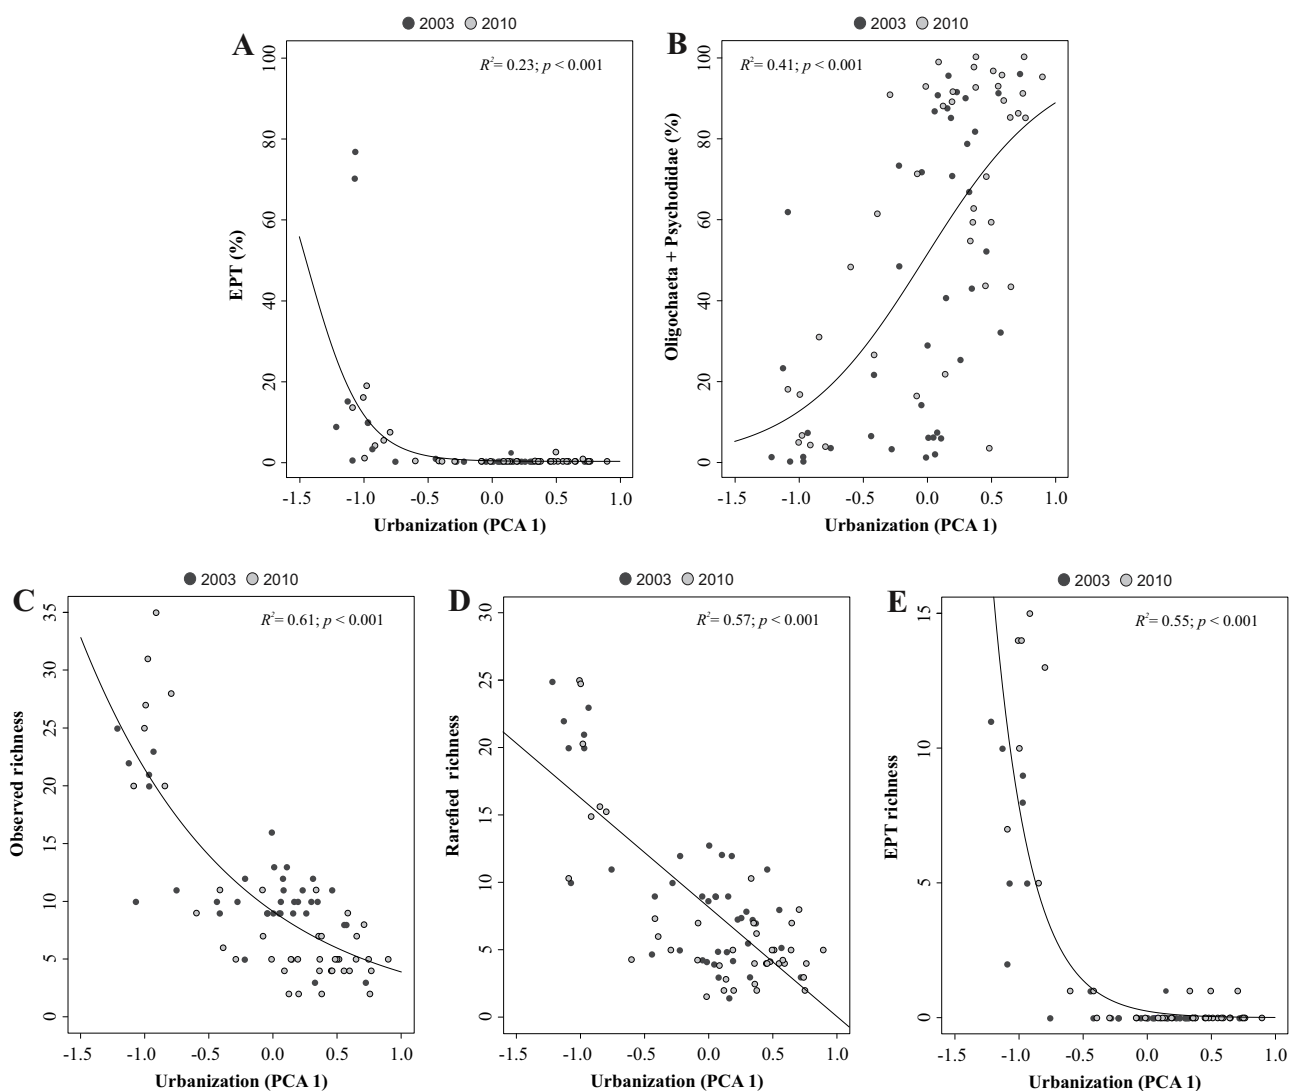 2003 2010
A
R²= 0.23; p < 0.001
EPT (%)
100
80
60
40
20
0
-1.5 -1.0 -0.5 0.0 0.5 1.0
Urbanization (PCA 1)
2003 2010
B
R²= 0.41; p < 0.001
Oligochaeta + Psychodidae (%)
100
80
60
40
20
0
-1.5 -1.0 -0.5 0.0 0.5 1.0
Urbanization (PCA 1)
2003 2010
C
R²= 0.61; p < 0.001
Observed richness
35
30
25
20
15
10
5
0
-1.5 -1.0 -0.5 0.0 0.5 1.0
Urbanization (PCA 1)
2003 2010
D
R²= 0.57; p < 0.001
Rarefied richness
30
25
20
15
10
5
0
-1.5 -1.0 -0.5 0.0 0.5 1.0
Urbanization (PCA 1)
2003 2010
E
R²= 0.55; p < 0.001
EPT richness
15
10
5
0
-1.5 -1.0 -0.5 0.0 0.5 1.0
Urbanization (PCA 1)